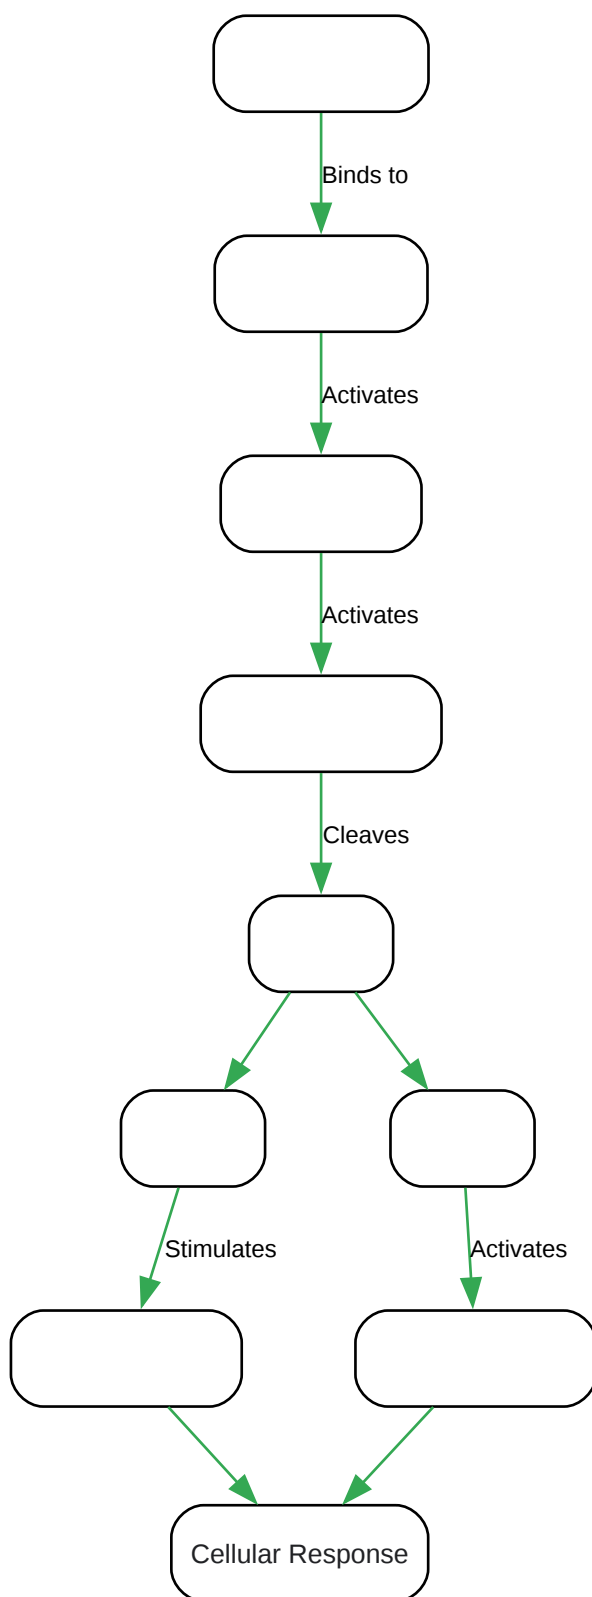 Binds to
Activates
Activates
Cleaves
Stimulates
Activates
Cellular Response